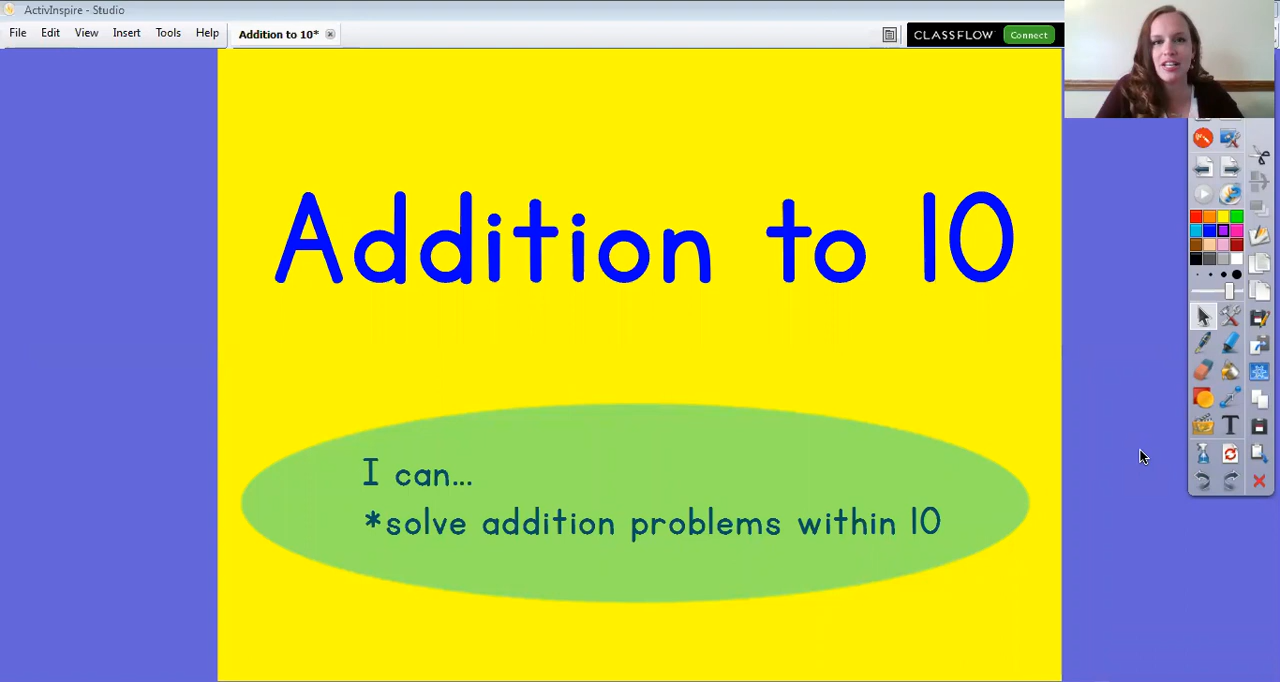 ActivInspire - Studio
File Edit View Insert Tools Help
Addition to 10*
CLASSFLOW Connect
Addition to 10
I can...
*solve addition problems within 10
T